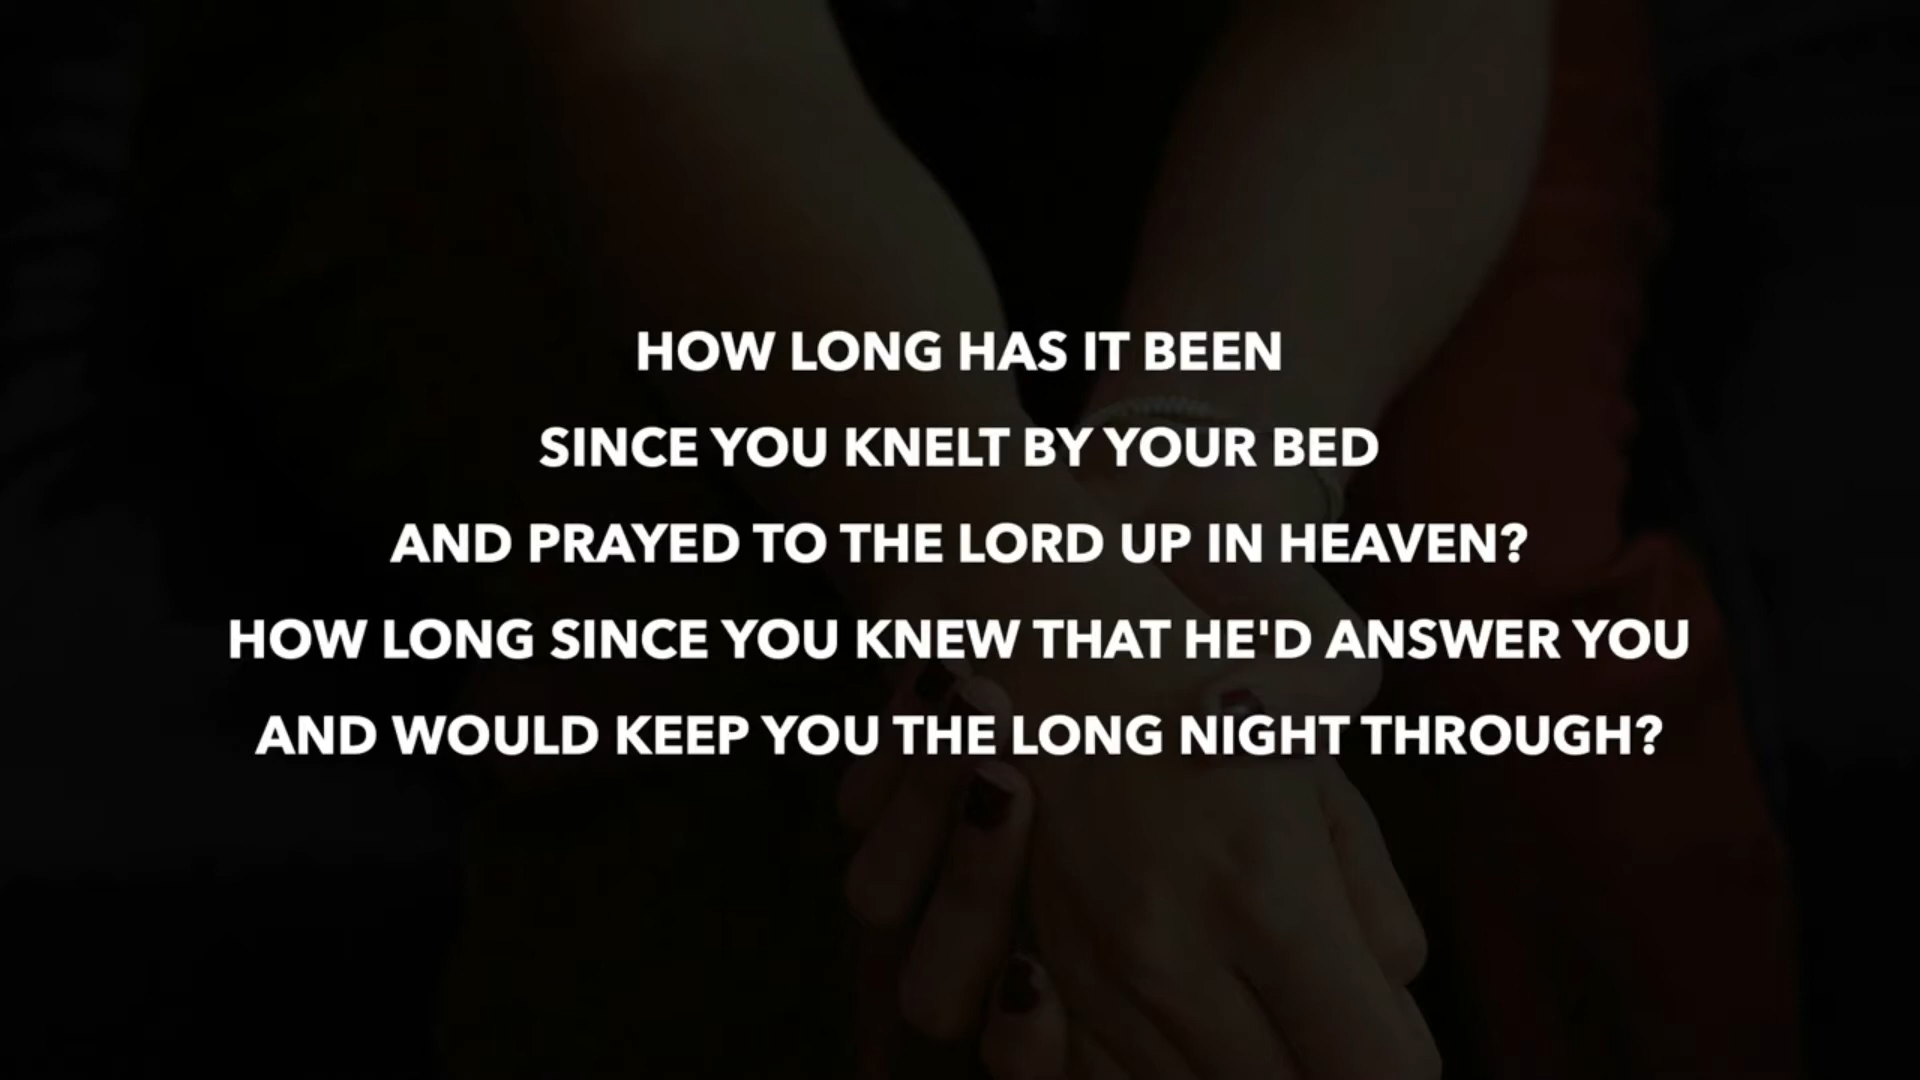 HOW LONG HAS IT BEEN
SINCE YOU KNELT BY YOUR BED
AND PRAYED TO THE LORD UP IN HEAVEN?
HOW LONG SINCE YOU KNEW THAT HE'D ANSWER YOU
AND WOULD KEEP YOU THE LONG NIGHT THROUGH?